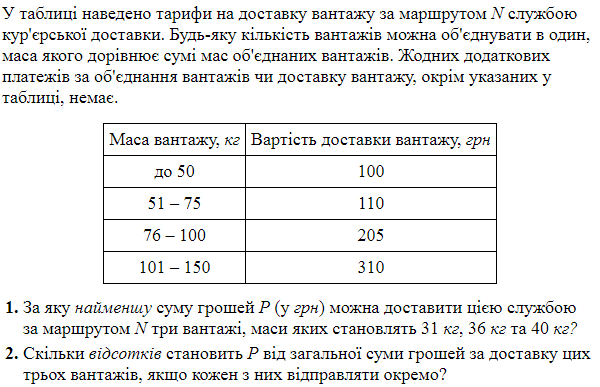 У таблиці наведено тарифи на доставку вантажу за маршрутом N службою
кур'єрської доставки. Будь-яку кількість вантажів можна об'єднувати в один,
маса якого дорівнює сумі мас об'єднаних вантажів. Жодних додаткових
платежів за об'єднання вантажів чи доставку вантажу, окрім указаних у
таблиці, немає.
Маса вантажу, кг Вартість доставки вантажу, грн
до 50 100
51 – 75 110
76 – 100 205
101 – 150 310
1. За яку найменшу суму грошей P (у грн) можна доставити цією службою
за маршрутом N три вантажі, маси яких становлять 31 кг, 36 кг та 40 кг?
2. Скільки відсотків становить P від загальної суми грошей за доставку цих
трьох вантажів, якщо кожен з них відправляти окремо?